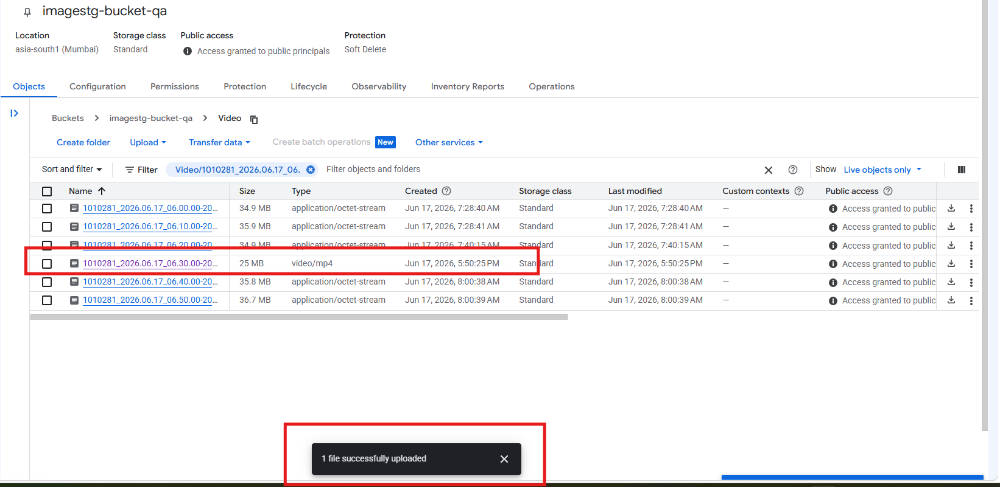 imagestg-bucket-qa
Location Storage class Public access Protection
asia-south1 (Mumbai) Standard Access granted to public principals Soft Delete
Objects Configuration Permissions Protection Lifecycle Observability Inventory Reports Operations
Buckets > imagestg-bucket-qa > Video
Create folder Upload Transfer data Create batch operations New Other services
Sort and filter Filter Video/1010281_2026.06.17_06. Filter objects and folders Show Live objects only
Name Size Type Created Storage class Last modified Custom contexts Public access
1010281_2026.06.17_06.00.00-20... 34.9 MB application/octet-stream Jun 17, 2026, 7:28:40 AM Standard Jun 17, 2026, 7:28:40 AM — Access granted to public
1010281_2026.06.17_06.10.00-20... 35.9 MB application/octet-stream Jun 17, 2026, 7:28:41 AM Standard Jun 17, 2026, 7:28:41 AM — Access granted to public
1010281_2026.06.17_06.20.00-20... 34.9 MB application/octet-stream Jun 17, 2026, 7:40:15 AM Standard Jun 17, 2026, 7:40:15 AM — Access granted to public
1010281_2026.06.17_06.30.00-20... 25 MB video/mp4 Jun 17, 2026, 5:50:25 PM Standard Jun 17, 2026, 5:50:25 PM — Access granted to public
1010281_2026.06.17_06.40.00-20... 35.8 MB application/octet-stream Jun 17, 2026, 8:00:38 AM Standard Jun 17, 2026, 8:00:38 AM — Access granted to public
1010281_2026.06.17_06.50.00-20... 36.7 MB application/octet-stream Jun 17, 2026, 8:00:39 AM Standard Jun 17, 2026, 8:00:39 AM — Access granted to public
1 file successfully uploaded